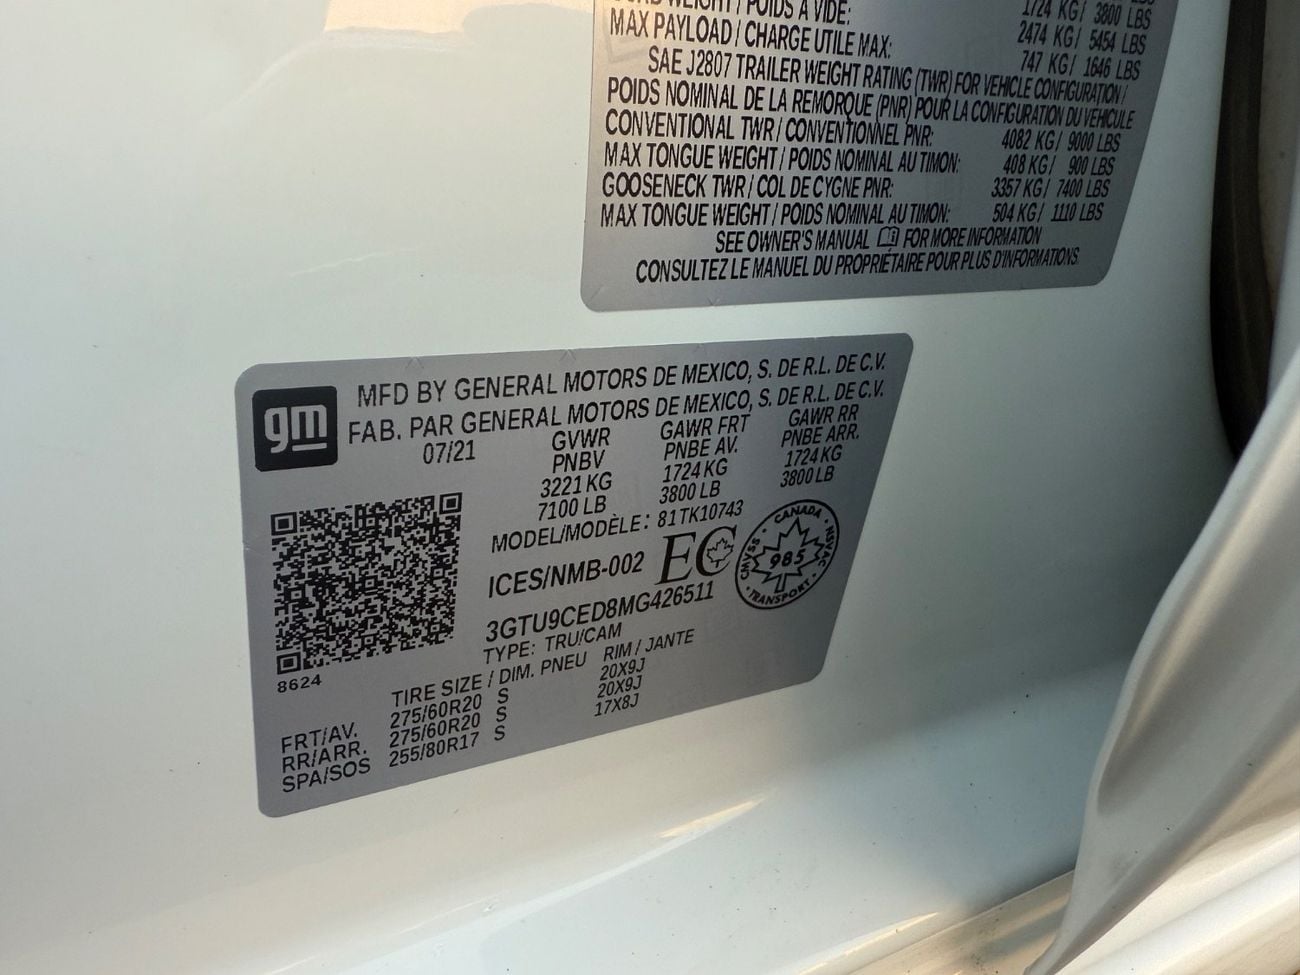 1724 KG/ 3800 LBS
2474 KG/ 5454 LBS
MAX PAYLOAD / CHARGE UTILE MAX: 747 KG/ 1646 LBS
SAE J2807 TRAILER WEIGHT RATING (TWR) FOR VEHICLE CONFIGURATION /
POIDS NOMINAL DE LA REMORQUE (PNR) POUR LA CONFIGURATION DU VÉHICULE
CONVENTIONAL TWR / CONVENTIONNEL PNR: 4082 KG/ 9000 LBS
MAX TONGUE WEIGHT / POIDS NOMINAL AU TIMON: 408 KG/ 900 LBS
GOOSENECK TWR / COL DE CYGNE PNR: 3357 KG/ 7400 LBS
MAX TONGUE WEIGHT / POIDS NOMINAL AU TIMON: 504 KG/ 1110 LBS
SEE OWNER'S MANUAL FOR MORE INFORMATION
CONSULTEZ LE MANUEL DU PROPRIÉTAIRE POUR PLUS D'INFORMATIONS
gm
MFD BY GENERAL MOTORS DE MEXICO, S. DE R.L. DE C.V.
FAB. PAR GENERAL MOTORS DE MEXICO, S. DE R.L. DE C.V.
07/21 GVWR GAWR FRT GAWR RR
PNBV PNBE AV. PNBE ARR.
3221 KG 1724 KG 1724 KG
7100 LB 3800 LB 3800 LB
MODEL/MODÈLE: 81TK10743
ICES/NMB-002 EC
CANADA
CMVSS 985 NSVAC
TRANSPORT
3GTU9CED8MG426511
TYPE: TRU/CAM
8624
TIRE SIZE / DIM. PNEU RIM / JANTE
FRT/AV. 275/60R20 S 20X9J
RR/ARR. 275/60R20 S 20X9J
SPA/SOS 255/80R17 S 17X8J